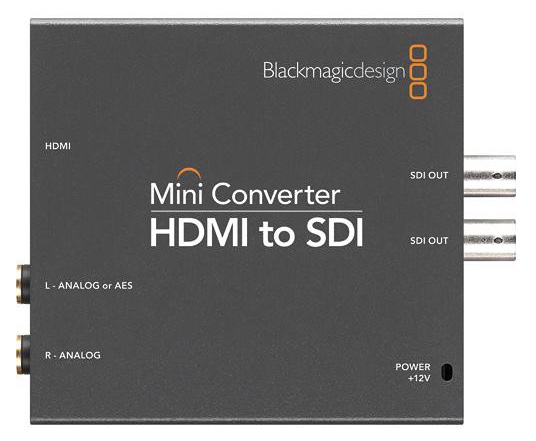 Blackmagicdesign
HDMI
Mini Converter
HDMI to SDI
SDI OUT
SDI OUT
L - ANALOG or AES
R - ANALOG
POWER
+12V